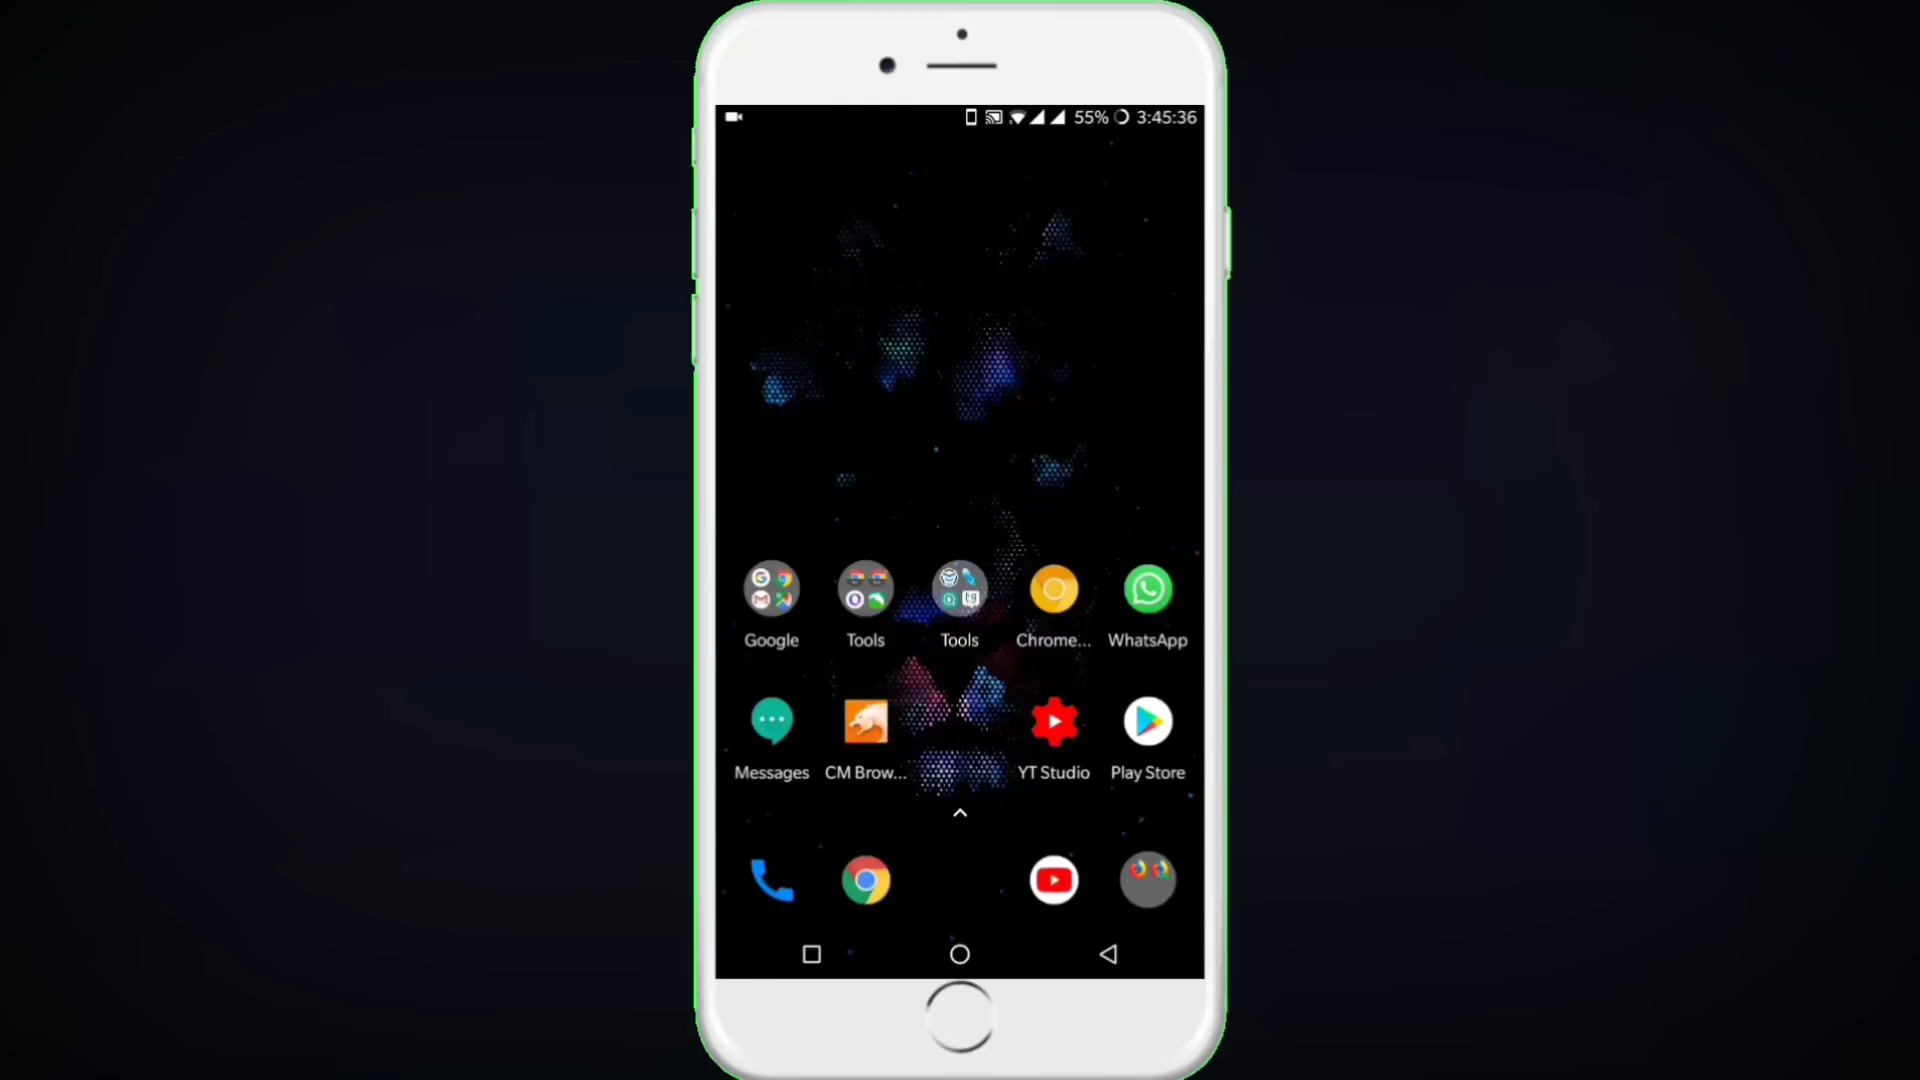 55% 3:45:36
Google Tools Tools Chrome... WhatsApp
Messages CM Brow... YT Studio Play Store